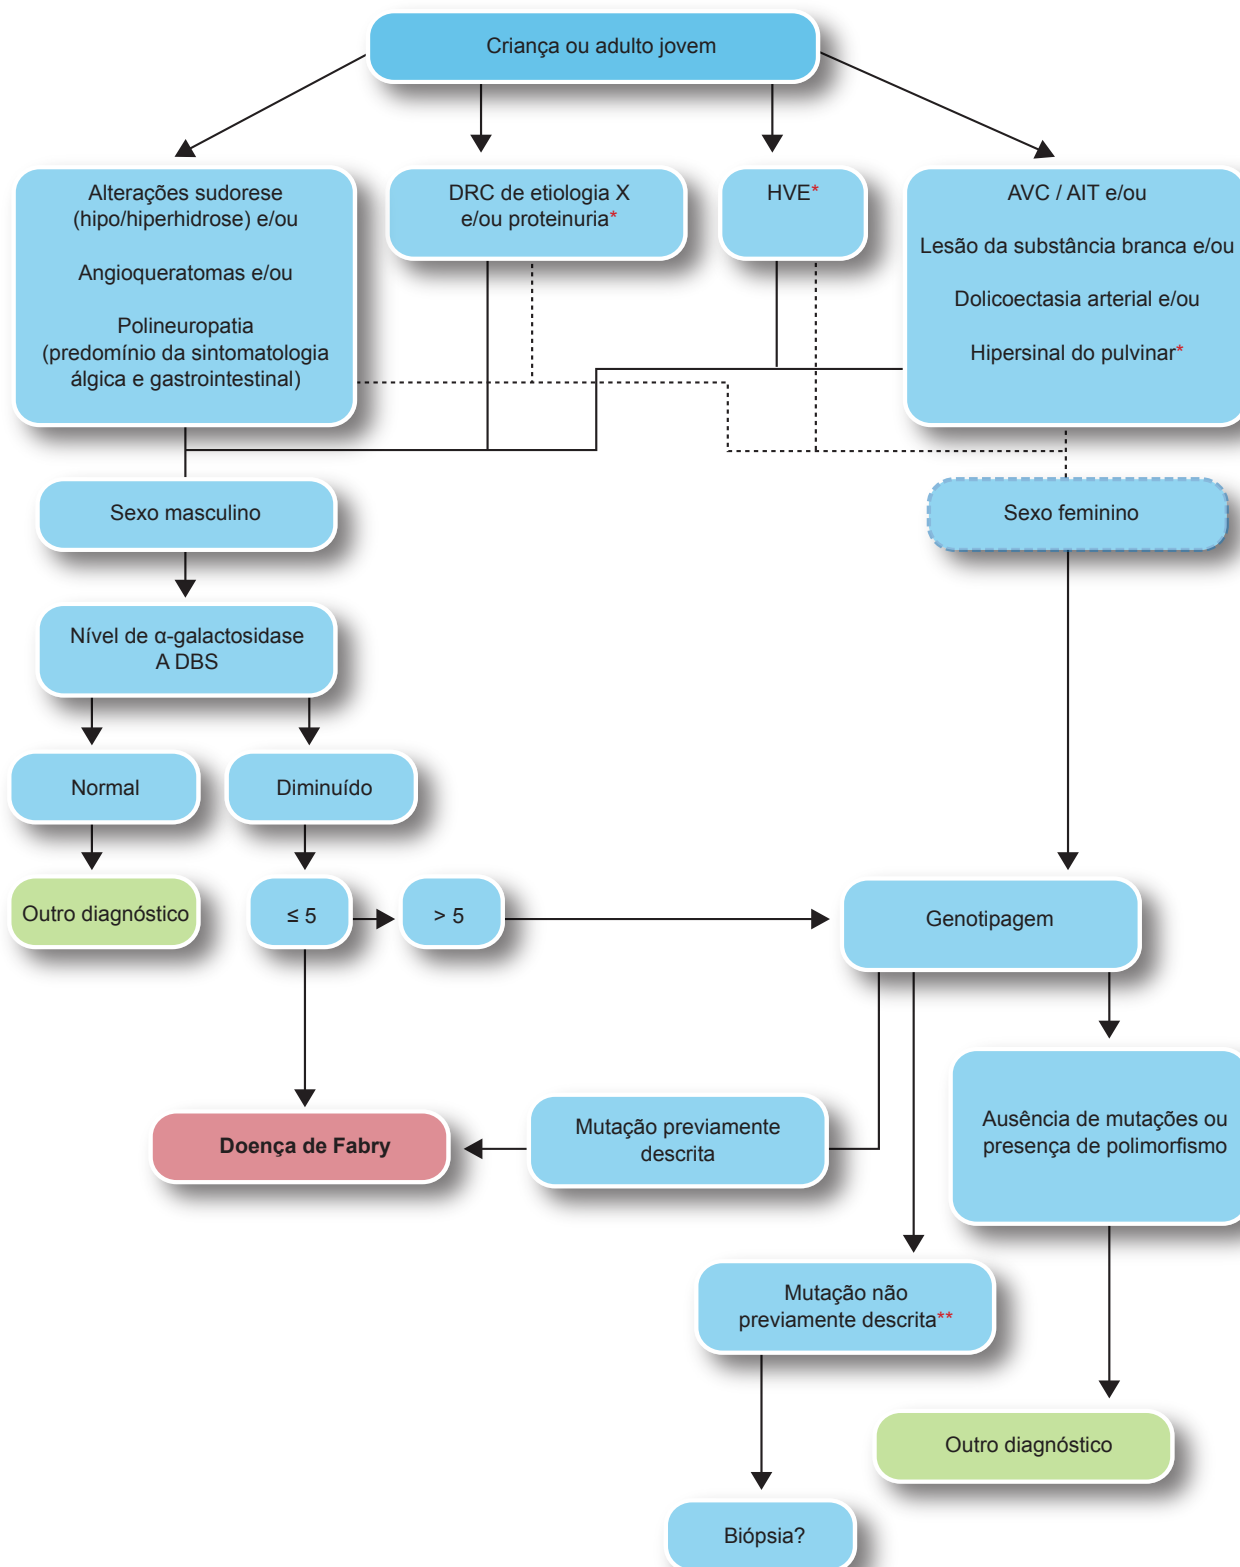 Criança ou adulto jovem
Alterações sudorese
(hipo/hiperhidrose) e/ou
Angioqueratomas e/ou
Polineuropatia
(predomínio da sintomatologia
álgica e gastrointestinal)
DRC de etiologia X
e/ou proteinuria*
HVE*
AVC / AIT e/ou
Lesão da substância branca e/ou
Dolicoectasia arterial e/ou
Hipersinal do pulvinar*
Sexo masculino
Sexo feminino
Nível de α-galactosidase
A DBS
Normal
Diminuído
Outro diagnóstico
≤ 5
> 5
Genotipagem
Doença de Fabry
Mutação previamente
descrita
Ausência de mutações ou
presença de polimorfismo
Mutação não
previamente descrita**
Outro diagnóstico
Biópsia?